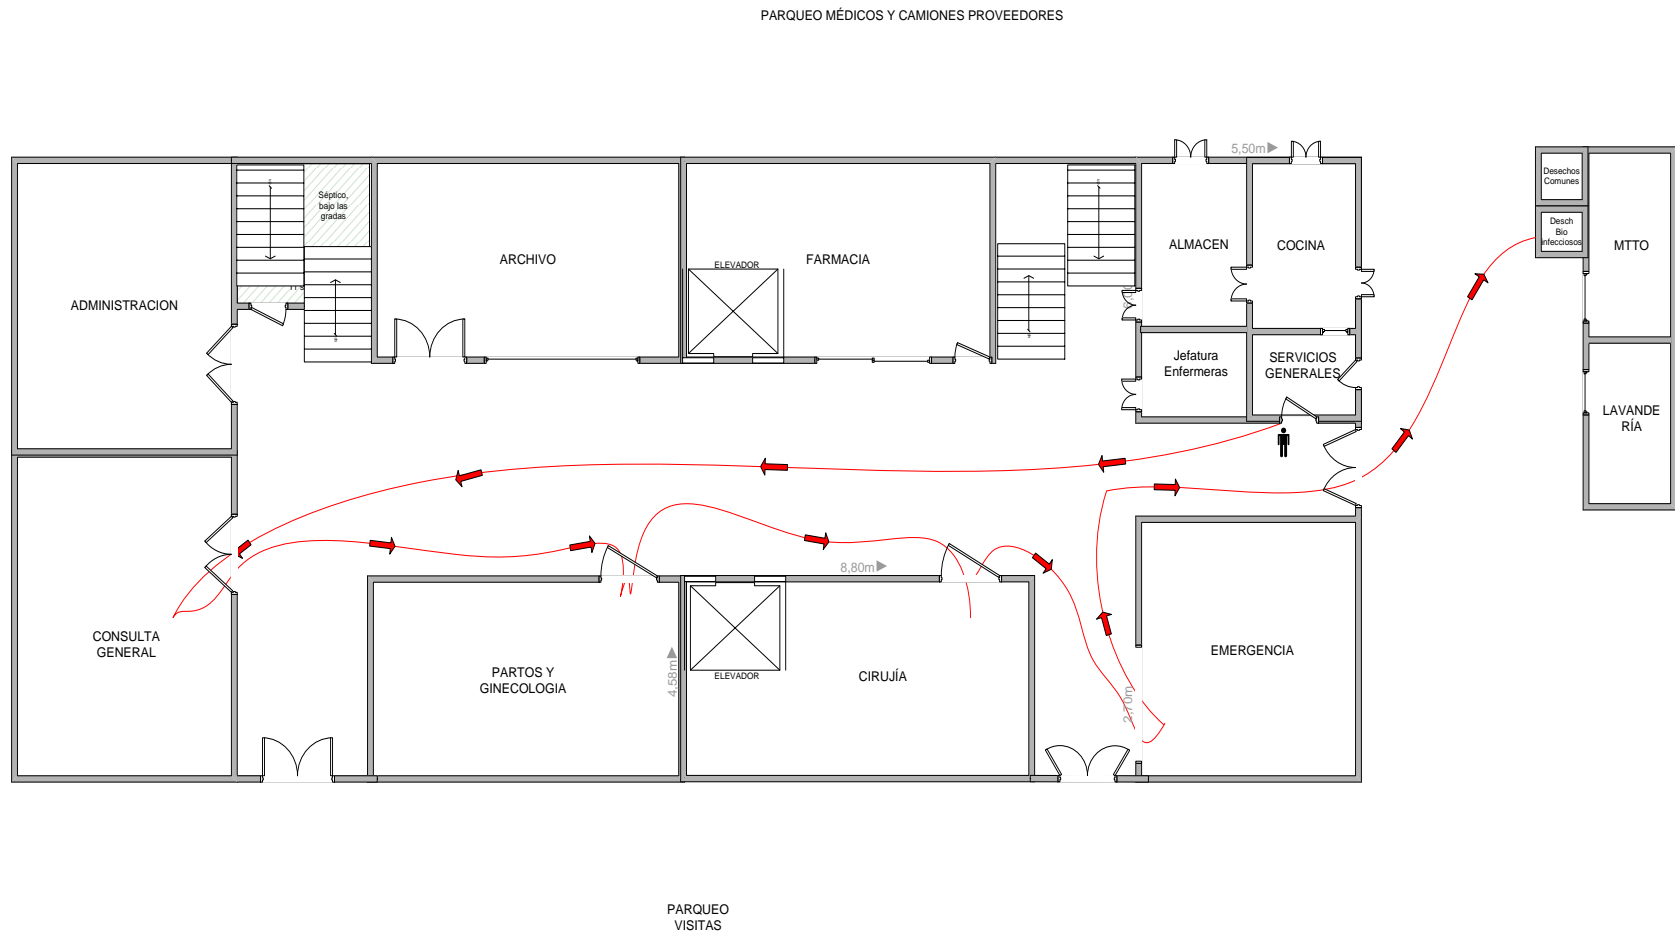 PARQUEO MÉDICOS Y CAMIONES PROVEEDORES
5,50m
Desechos
Comunes
Séptico,
bajo las
gradas
Desch
Bio
infecciosos
ALMACEN
COCINA
MTTO
ARCHIVO
FARMACIA
ELEVADOR
ADMINISTRACION
Jefatura
Enfermeras
SERVICIOS
GENERALES
LAVANDE
RÍA
8,80m
CONSULTA
GENERAL
EMERGENCIA
PARTOS Y
GINECOLOGIA
4,58m
ELEVADOR
CIRUJÍA
2,70m
PARQUEO
VISITAS